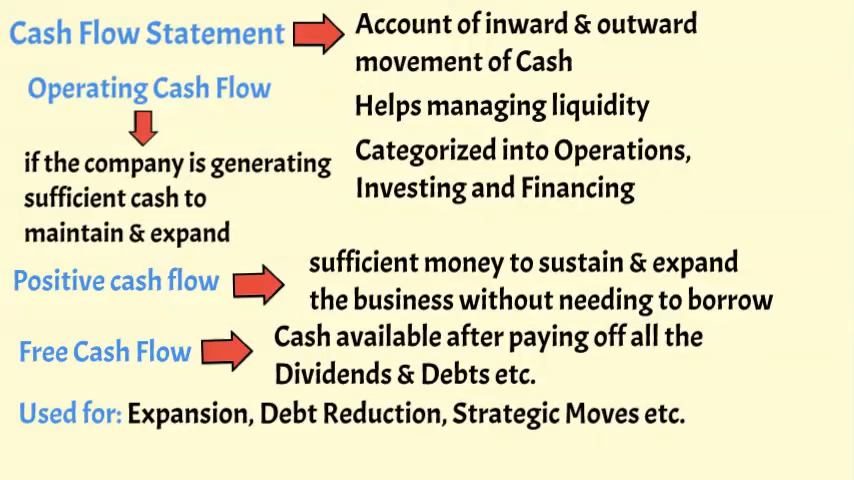 Cash Flow Statement
Account of inward & outward
movement of Cash
Helps managing liquidity
Categorized into Operations,
Investing and Financing
Operating Cash Flow
if the company is generating
sufficient cash to
maintain & expand
Positive cash flow
sufficient money to sustain & expand
the business without needing to borrow
Free Cash Flow
Cash available after paying off all the
Dividends & Debts etc.
Used for: Expansion, Debt Reduction, Strategic Moves etc.